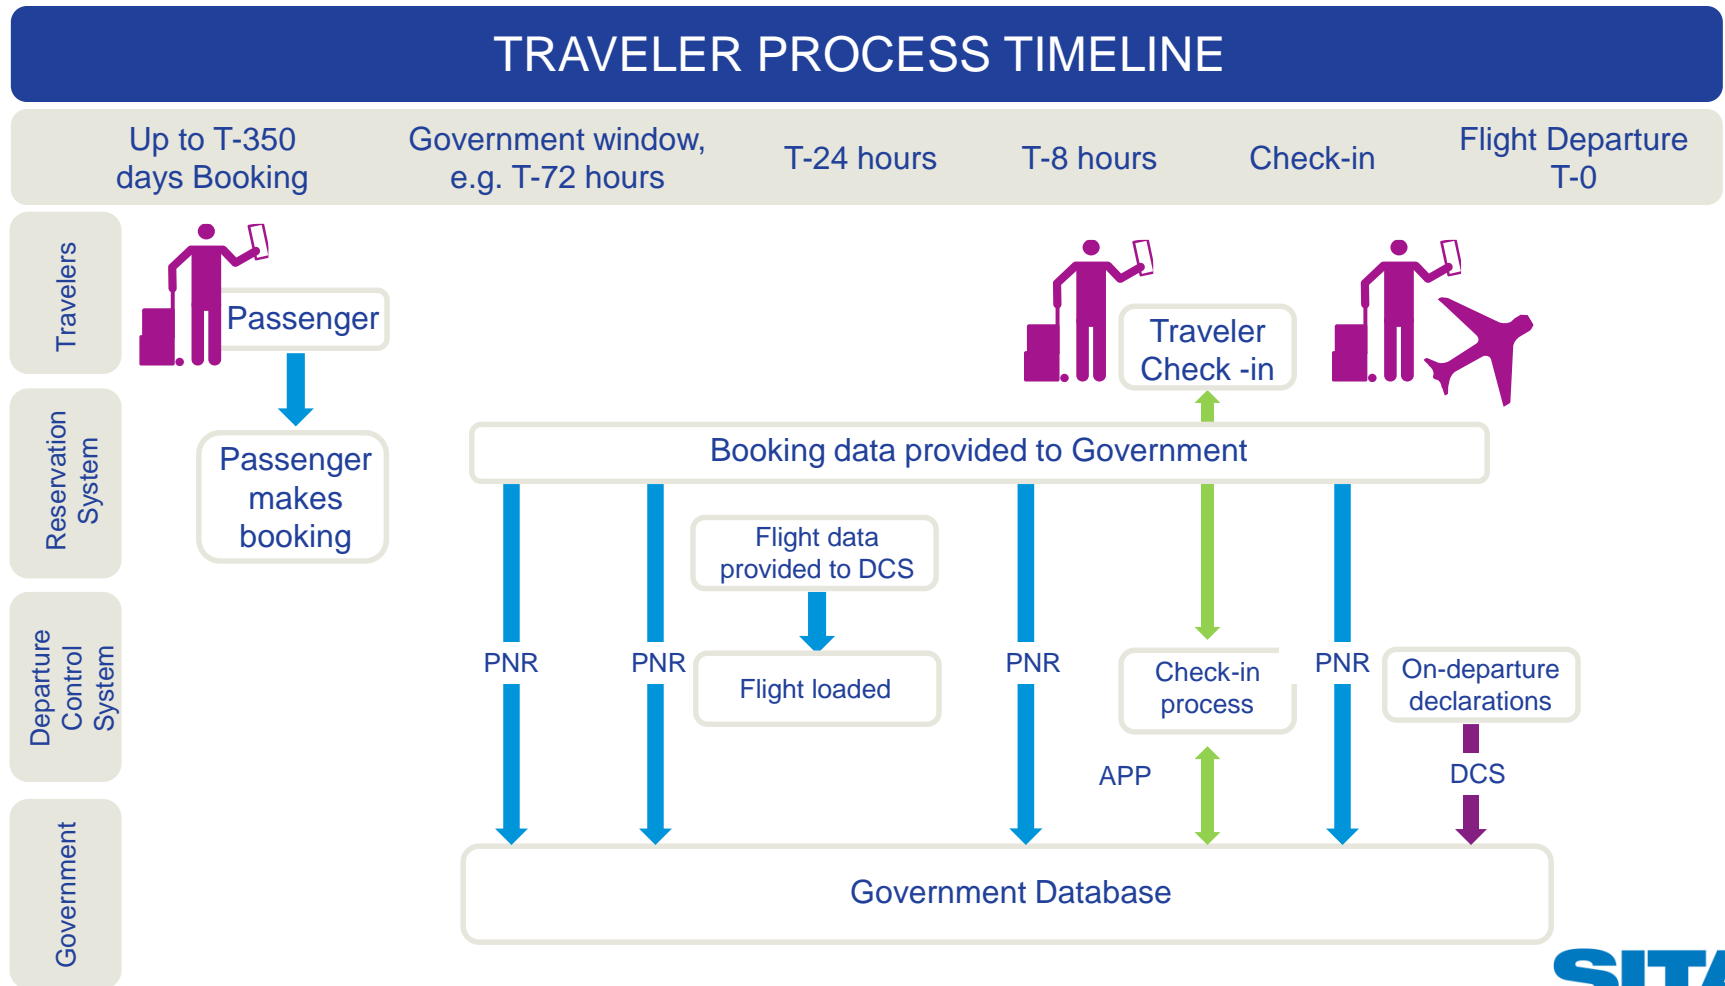 TRAVELER PROCESS TIMELINE
Up to T-350
days Booking
Government window,
e.g. T-72 hours
T-24 hours
T-8 hours
Check-in
Flight Departure
T-0
Travelers
Passenger
Traveler
Check -in
Reservation
System
Passenger
makes
booking
Booking data provided to Government
Flight data
provided to DCS
Departure
Control
System
PNR
PNR
Flight loaded
PNR
Check-in
process
PNR
On-departure
declarations
APP
DCS
Government
Government Database
SITA